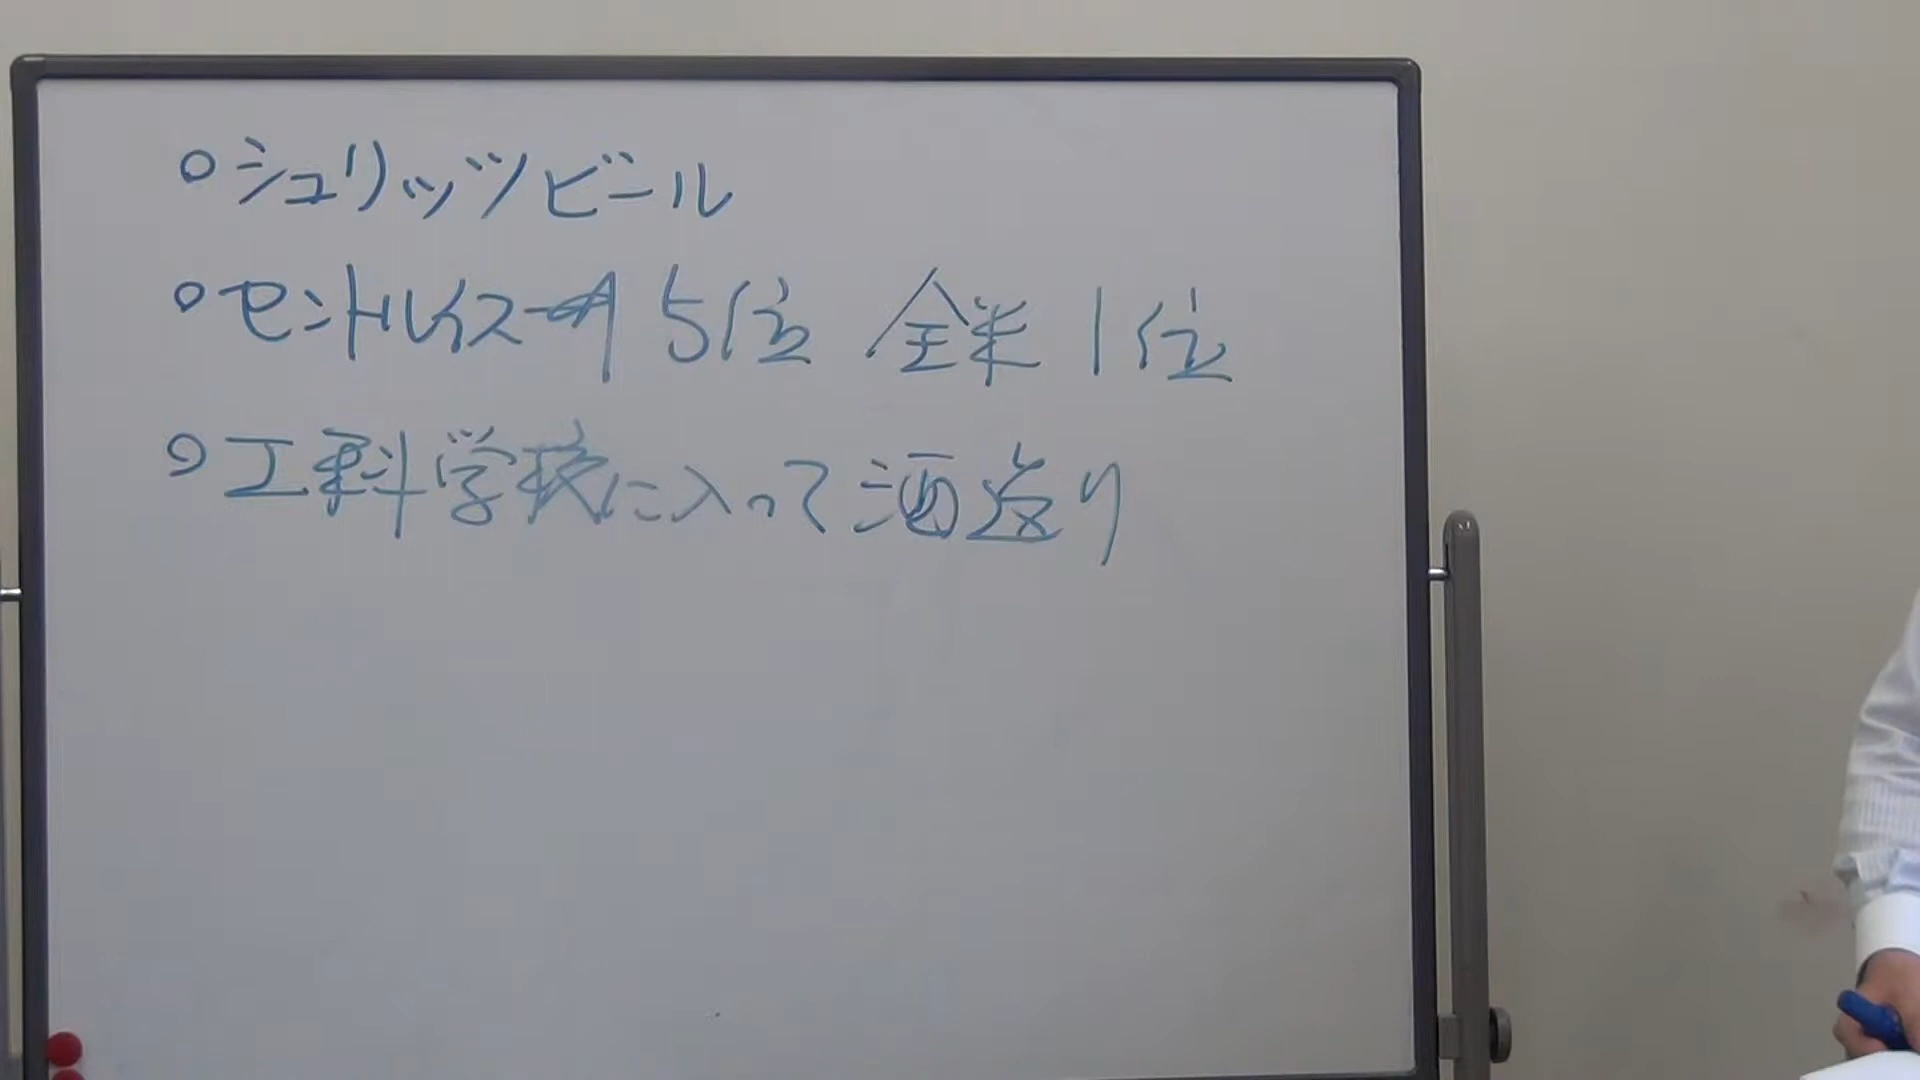 ○シュリッツビール
○セントルイス 5位 全米1位
○工科学校に入って酒造り